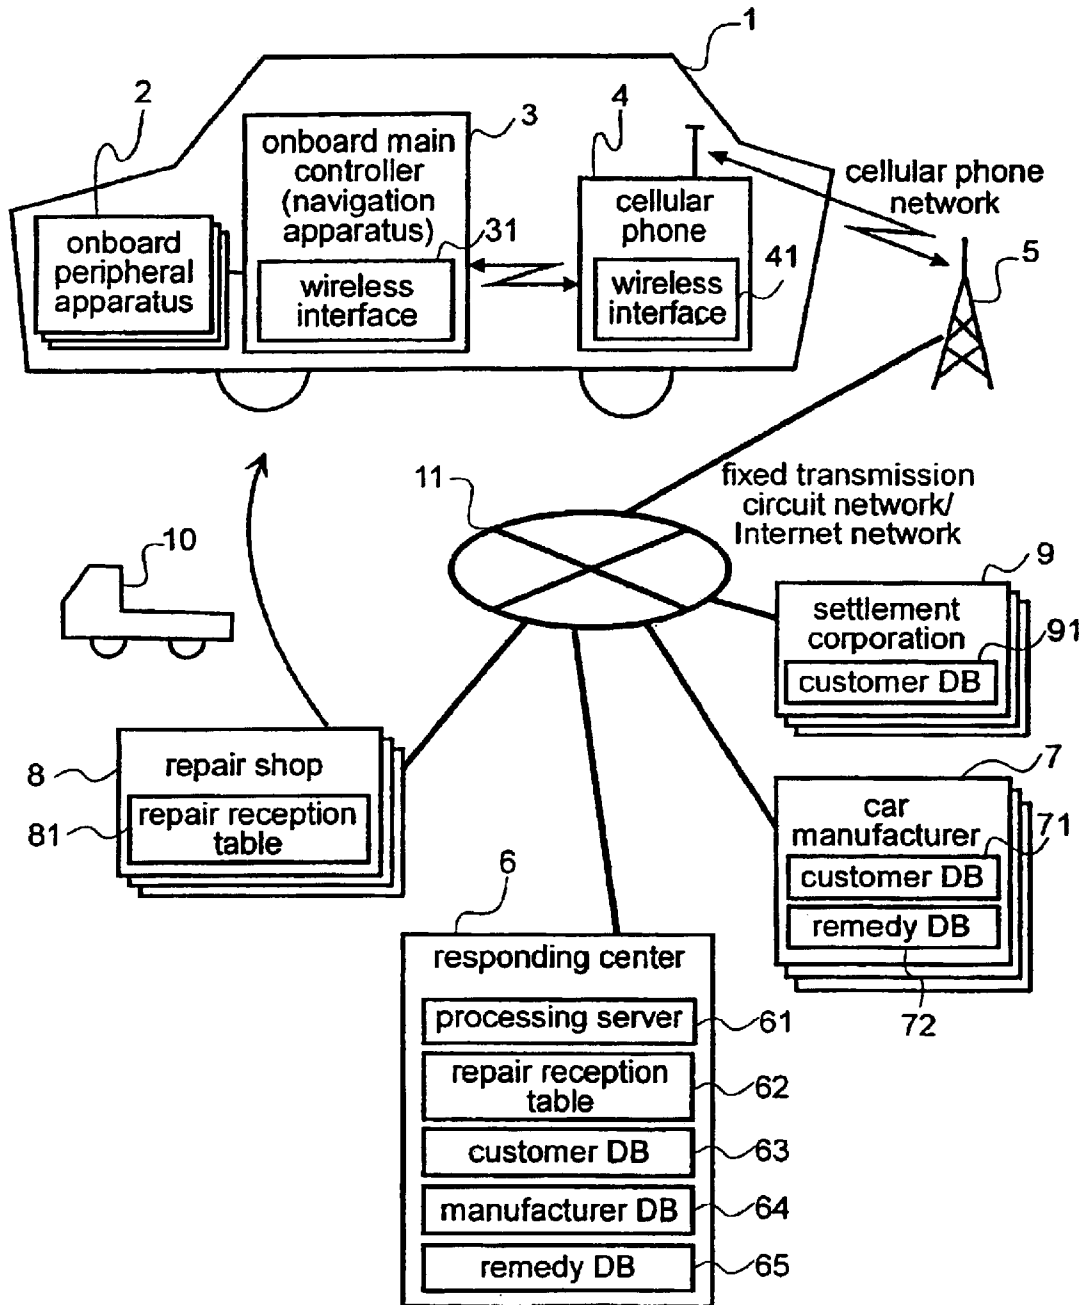 1
2
3
4
onboard main
controller
(navigation
apparatus)
31
wireless
interface
onboard
peripheral
apparatus
cellular
phone
41
wireless
interface
cellular phone
network
5
11
fixed transmission
circuit network/
Internet network
10
9
settlement
corporation
91
customer DB
8
repair shop
81
repair reception
table
7
car
manufacturer
71
customer DB
remedy DB
72
6
responding center
processing server
61
repair reception
table
62
customer DB
63
manufacturer DB
64
remedy DB
65